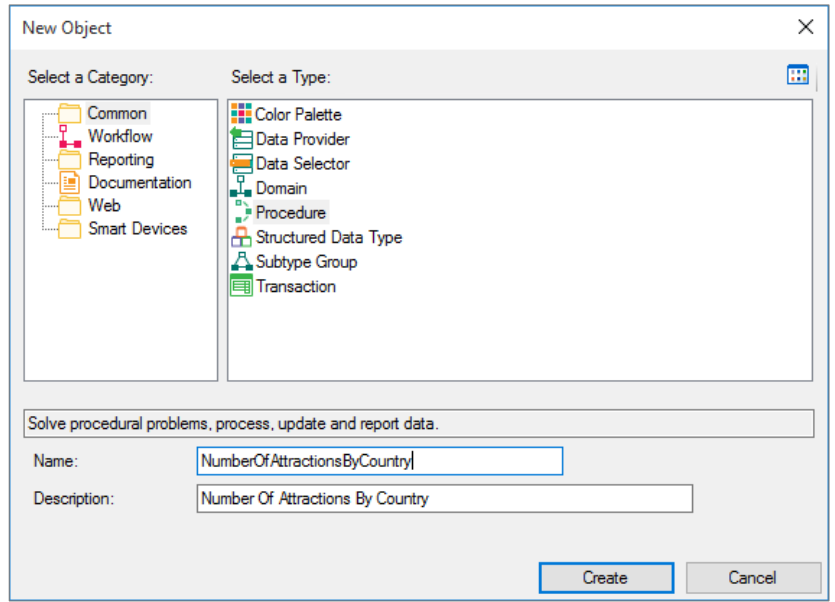 New Object
Select a Category:
Select a Type:
Common
Workflow
Reporting
Documentation
Web
Smart Devices
Color Palette
Data Provider
Data Selector
Domain
Procedure
Structured Data Type
Subtype Group
Transaction
Solve procedural problems, process, update and report data.
Name: NumberOfAttractionsByCountry
Description: Number Of Attractions By Country
Create Cancel